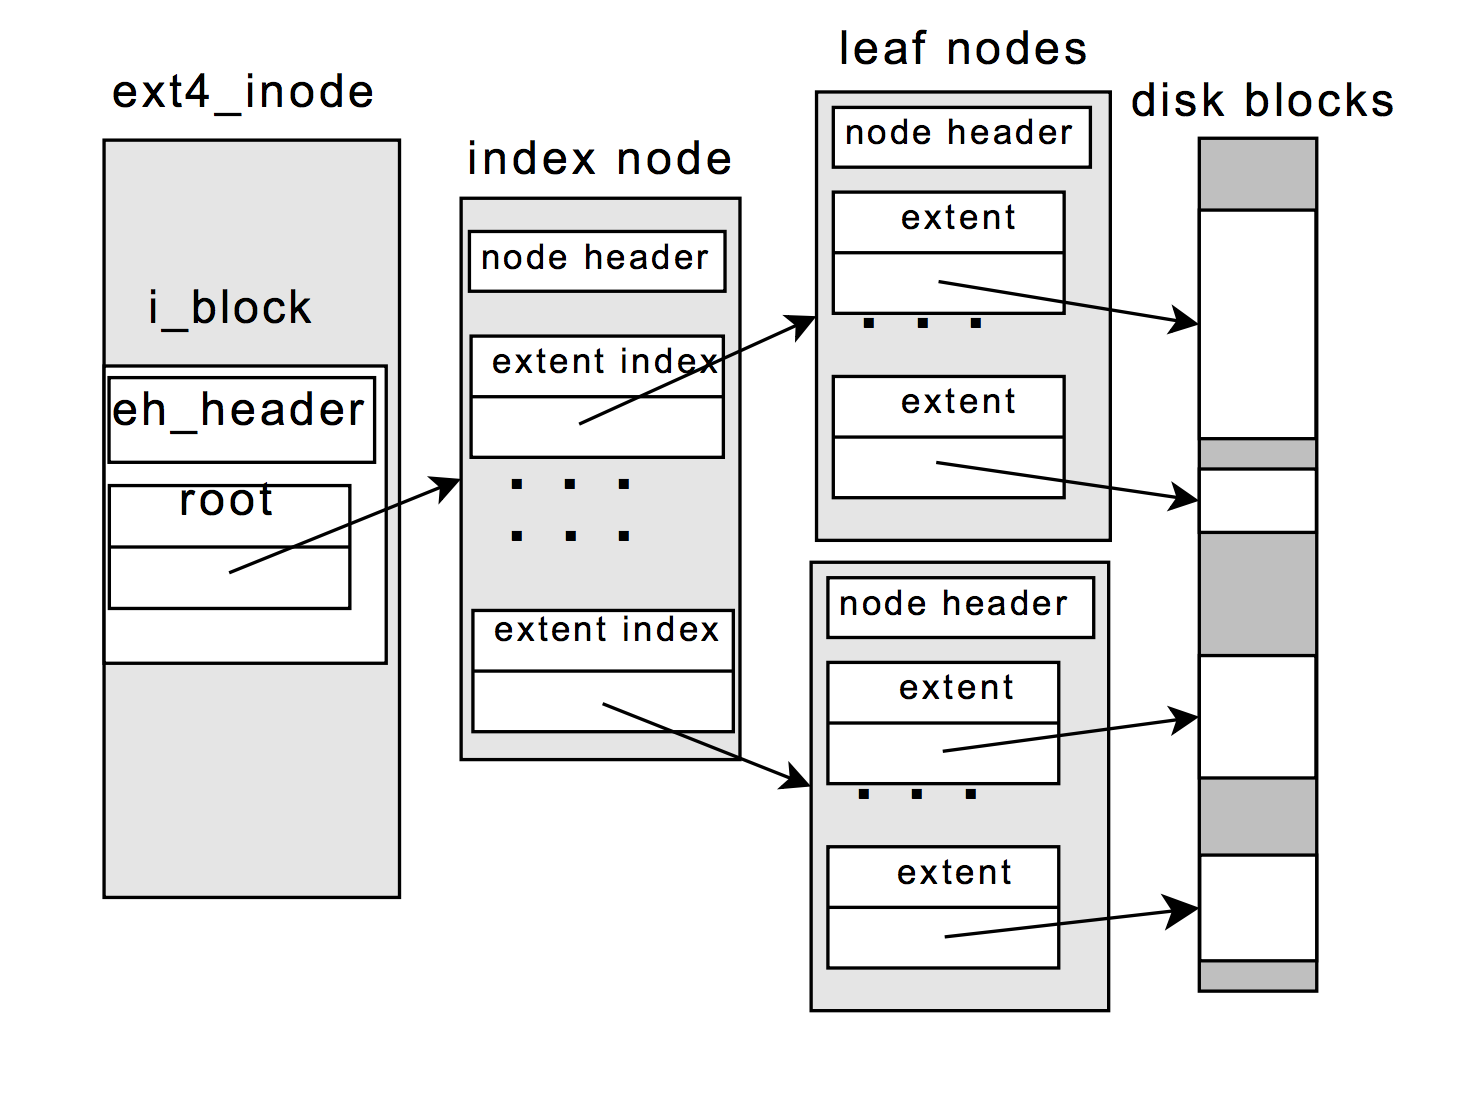 ext4_inode
i_block
eh_header
root
index node
node header
extent index
. . .
. . .
extent index
leaf nodes
node header
extent
. . .
extent
node header
extent
. . .
extent
disk blocks